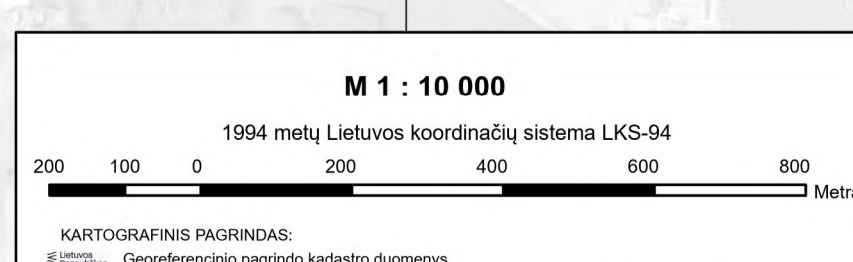 M 1 : 10 000
1994 metų Lietuvos koordinačių sistema LKS-94
200 100 0 200 400 600 800
KARTOGRAFINIS PAGRINDAS:
Lietuvos
Georeferencinio pagrindo kadastro duomenys